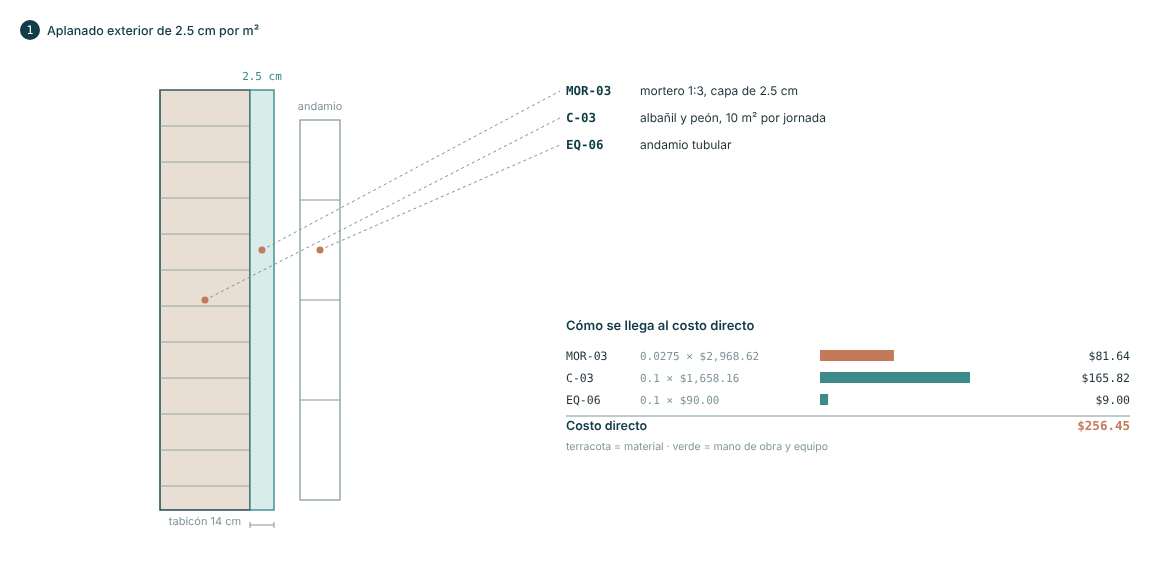 1 Aplanado exterior de 2.5 cm por m²
2.5 cm
andamio
MOR-03 mortero 1:3, capa de 2.5 cm
C-03 albañil y peón, 10 m² por jornada
EQ-06 andamio tubular
tabicón 14 cm
Cómo se llega al costo directo
MOR-03 0.0275 × $2,968.62 $81.64
C-03 0.1 × $1,658.16 $165.82
EQ-06 0.1 × $90.00 $9.00
Costo directo $256.45
terracota = material · verde = mano de obra y equipo